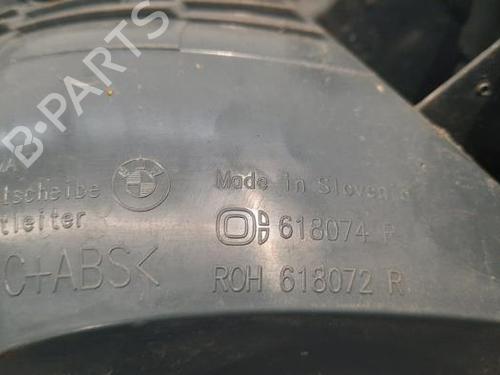 B-PARTS
Made in Slovenia
tscheibe
tleiter
618074 R
C+ABS<
ROH 618072 R